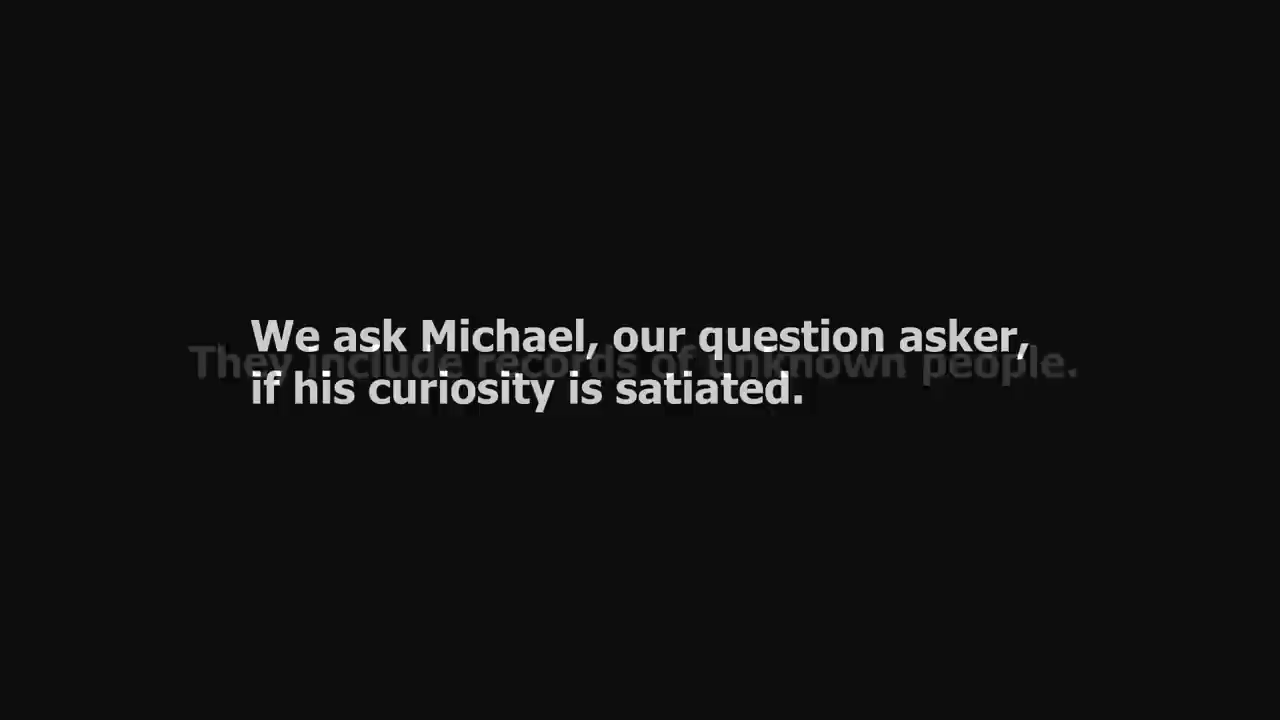 We ask Michael, our question asker,
They include records of unknown people.
if his curiosity is satiated.